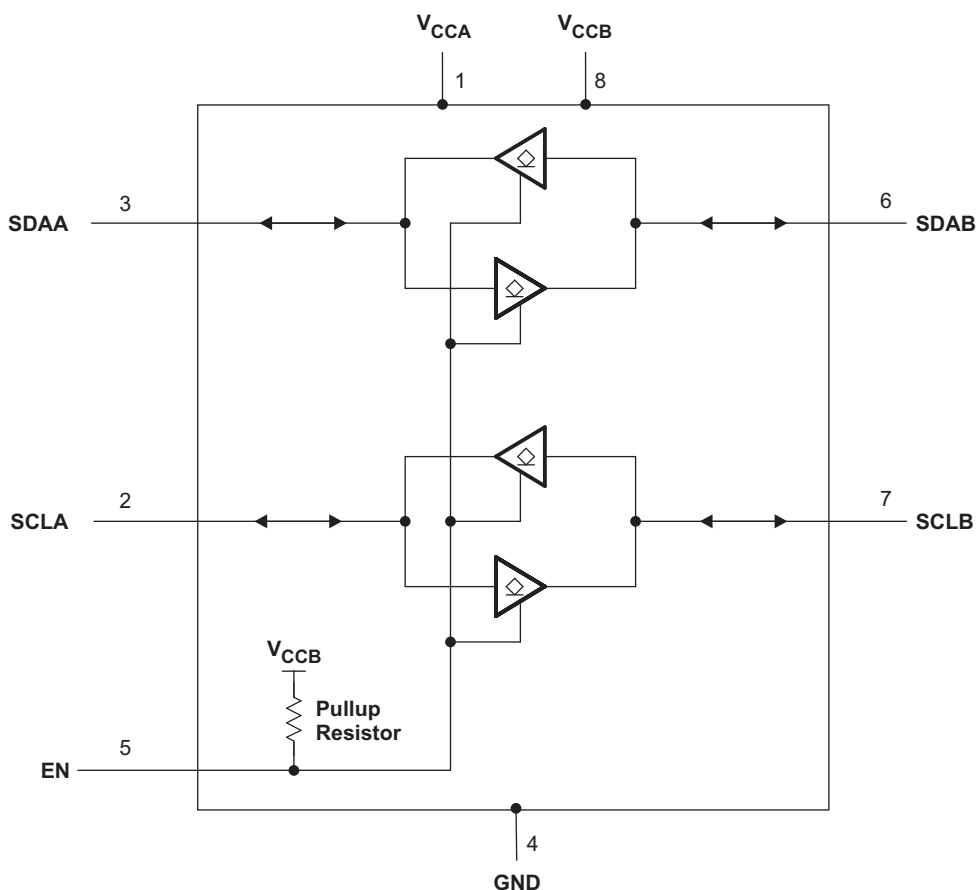 VCCA VCCB
1 8
SDAA 3 6 SDAB
SCLA 2 7 SCLB
VCCB
Pullup
Resistor
EN 5
4
GND